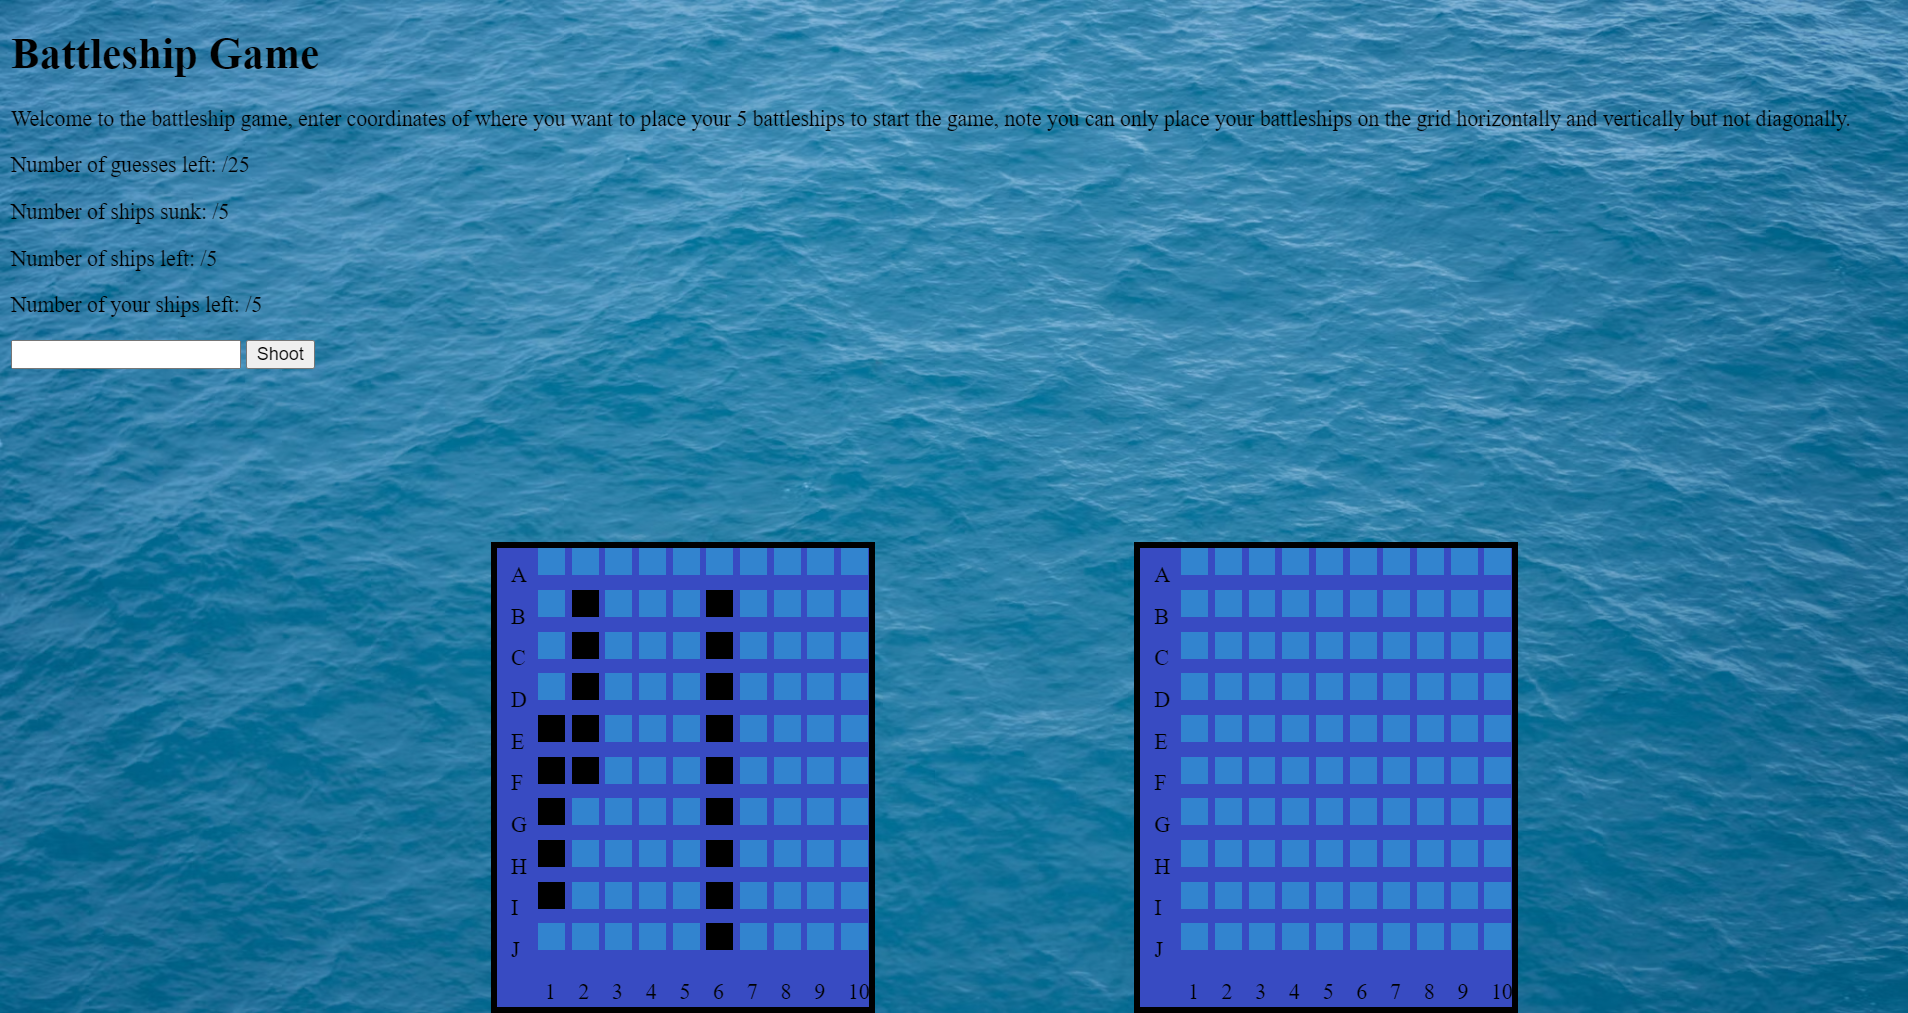 Battleship Game
Welcome to the battleship game, enter coordinates of where you want to place your 5 battleships to start the game, note you can only place your battleships on the grid horizontally and vertically but not diagonally.
Number of guesses left: /25
Number of ships sunk: /5
Number of ships left: /5
Number of your ships left: /5
Shoot
A
B
C
D
E
F
G
H
I
J
1 2 3 4 5 6 7 8 9 10
A
B
C
D
E
F
G
H
I
J
1 2 3 4 5 6 7 8 9 10